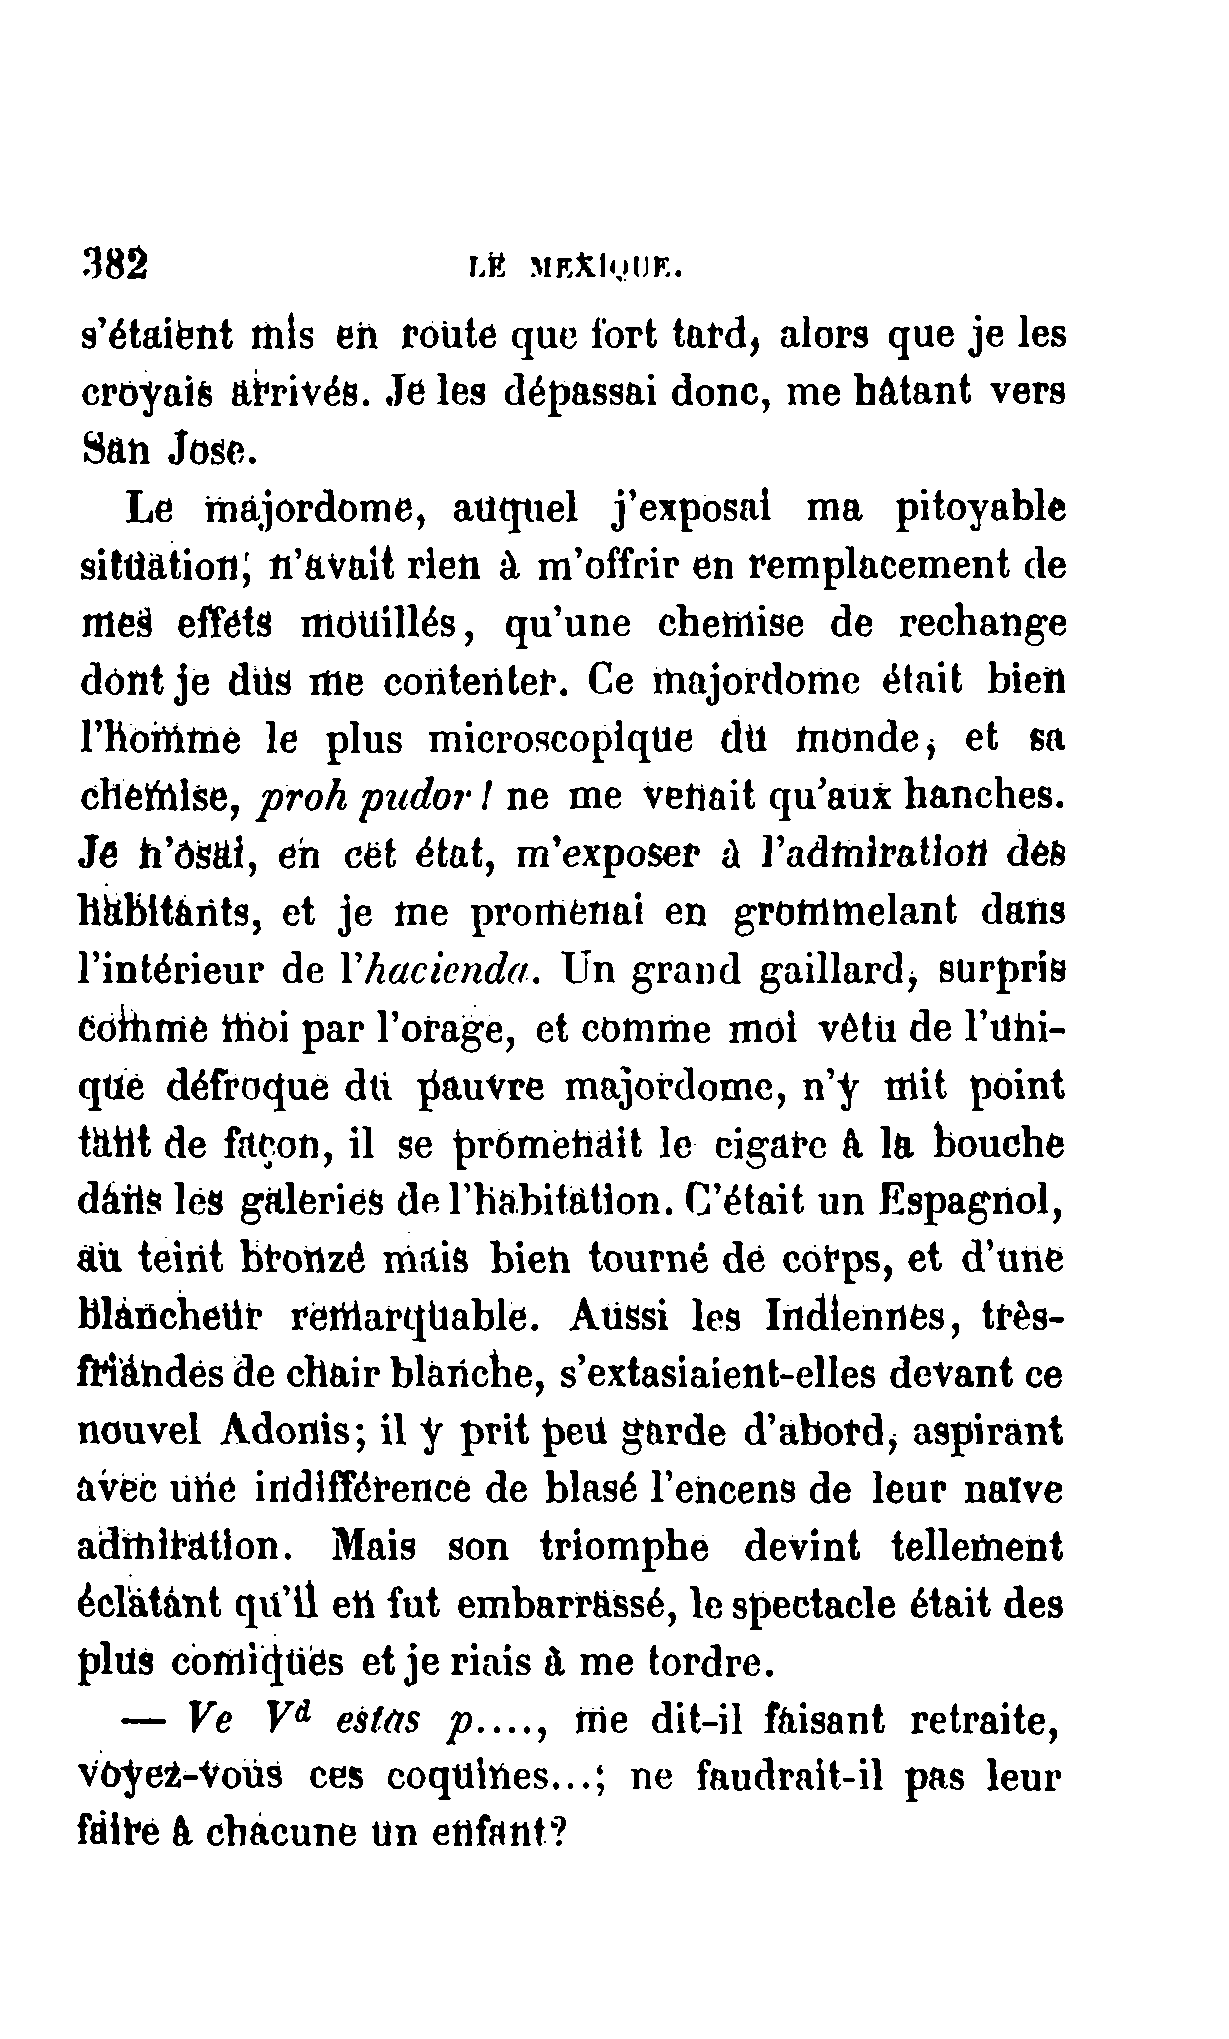 382 LE MEXIQUE.
s'étaient mis en route que fort tard, alors que je les
croyais arrivés. Je les dépassai donc, me hâtant vers
San Jose.
Le majordome, auquel j'exposai ma pitoyable
situation, n'avait rien à m'offrir en remplacement de
mes effets mouillés, qu'une chemise de rechange
dont je dus me contenter. Ce majordome était bien
l'homme le plus microscopique du monde, et sa
chemise, proh pudor ! ne me venait qu'aux hanches.
Je n'osai, en cet état, m'exposer à l'admiration des
habitants, et je me promenai en grommelant dans
l'intérieur de l'hacienda. Un grand gaillard, surpris
comme moi par l'orage, et comme moi vêtu de l'uni-
que défroque du pauvre majordome, n'y mit point
tant de façon, il se promenait le cigare à la bouche
dans les galeries de l'habitation. C'était un Espagnol,
au teint bronzé mais bien tourné de corps, et d'une
blancheur remarquable. Aussi les Indiennes, très-
friandes de chair blanche, s'extasiaient-elles devant ce
nouvel Adonis; il y prit peu garde d'abord, aspirant
avec une indifférence de blasé l'encens de leur naïve
admiration. Mais son triomphe devint tellement
éclatant qu'il en fut embarrassé, le spectacle était des
plus comiques et je riais à me tordre.
— Ve Vd estas p...., me dit-il faisant retraite,
voyez-vous ces coquines...; ne faudrait-il pas leur
faire à chacune un enfant?